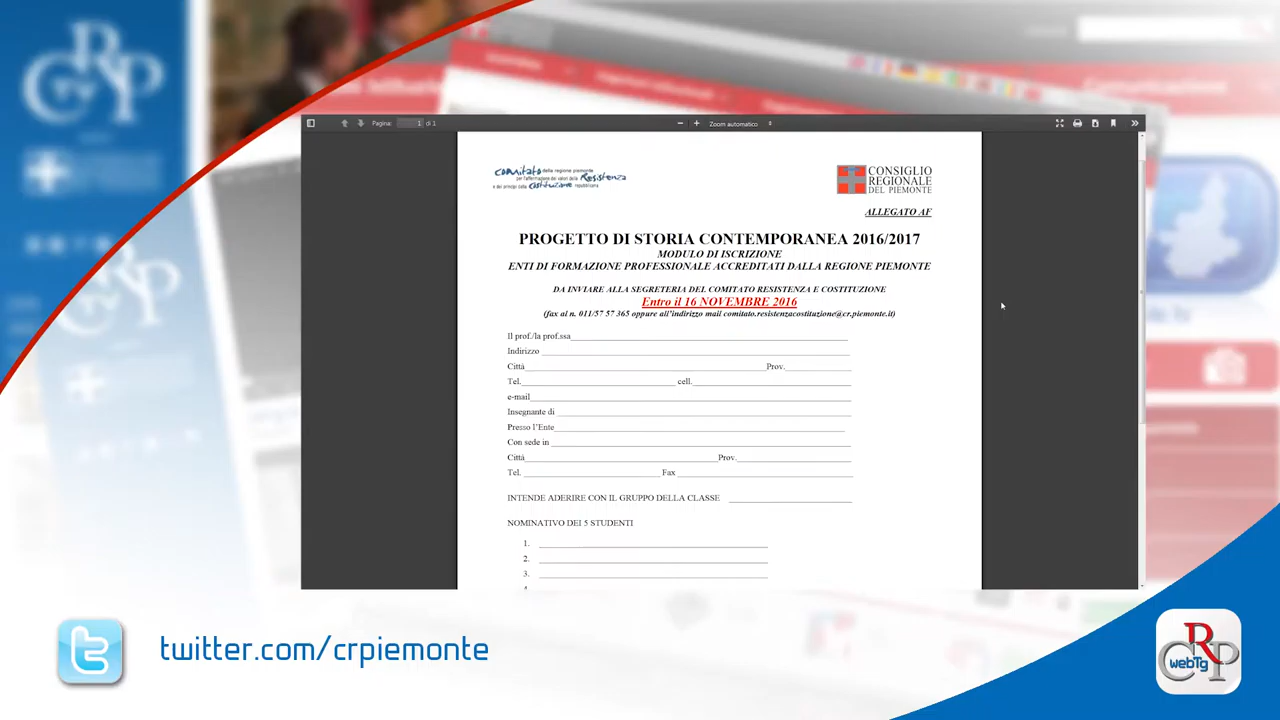 CRP
TV
Pagina: 1 di 1
Zoom automatico
comitato della regione piemonte
per l'affermazione dei valori della Resistenza
e dei principi della Costituzione repubblicana
CONSIGLIO
REGIONALE
DEL PIEMONTE
ALLEGATO AF
PROGETTO DI STORIA CONTEMPORANEA 2016/2017
MODULO DI ISCRIZIONE
ENTI DI FORMAZIONE PROFESSIONALE ACCREDITATI DALLA REGIONE PIEMONTE
DA INVIARE ALLA SEGRETERIA DEL COMITATO RESISTENZA E COSTITUZIONE
Entro il 16 NOVEMBRE 2016
(fax al n. 011/57 57 365 oppure all'indirizzo mail comitato.resistenzacostituzione@cr.piemonte.it)
Il prof./la prof.ssa
Indirizzo
Città Prov.
Tel. cell.
e-mail
Insegnante di
Presso l'Ente
Con sede in
Città Prov.
Tel. Fax
INTENDE ADERIRE CON IL GRUPPO DELLA CLASSE
NOMINATIVO DEI 5 STUDENTI
1.
2.
3.
twitter.com/crpiemonte
CRP
webTg